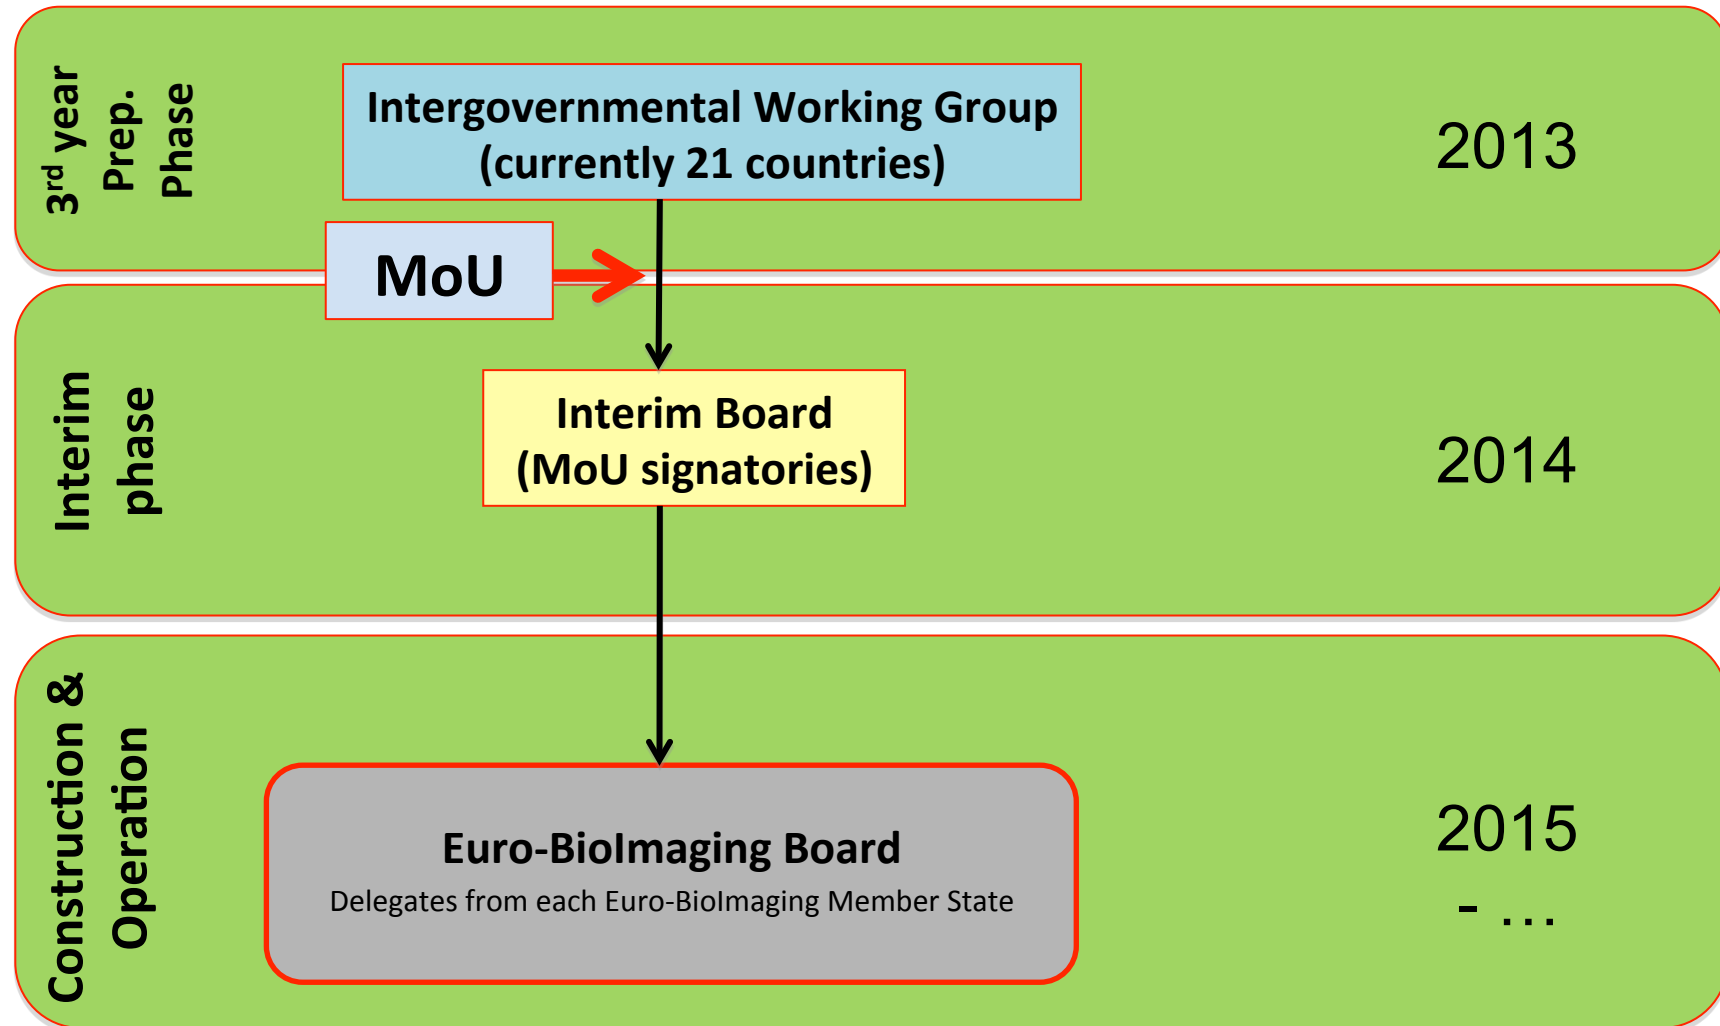 3rd year
Prep.
Phase
Intergovernmental Working Group
(currently 21 countries)
2013
MoU
Interim
phase
Interim Board
(MoU signatories)
2014
Construction &
Operation
Euro-BioImaging Board
Delegates from each Euro-BioImaging Member State
2015
- ...